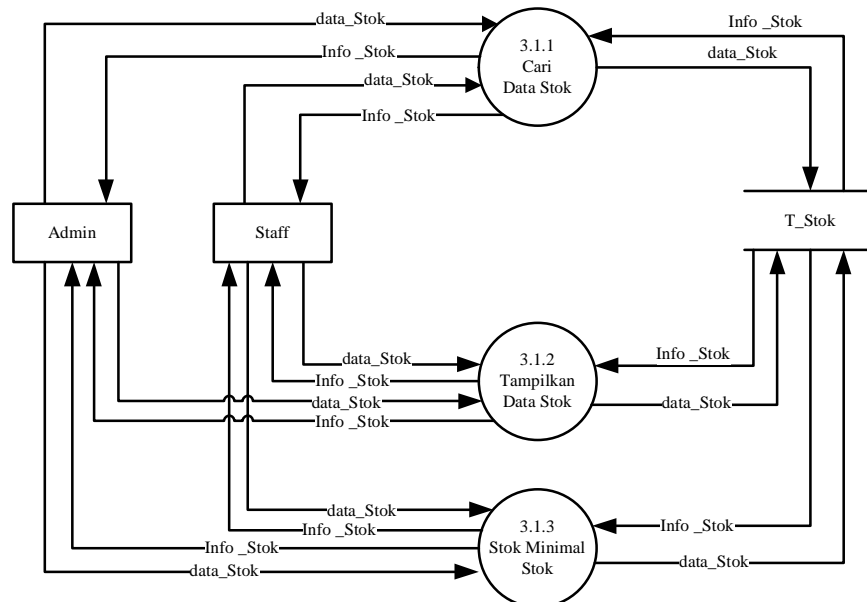 data_Stok
Info _Stok
Info _Stok
data_Stok
data_Stok
Info _Stok
3.1.1
Cari
Data Stok
Admin
Staff
T_Stok
data_Stok
Info _Stok
data_Stok
Info _Stok
3.1.2
Tampilkan
Data Stok
Info _Stok
data_Stok
data_Stok
Info _Stok
Info _Stok
data_Stok
3.1.3
Stok Minimal
Stok
Info _Stok
data_Stok